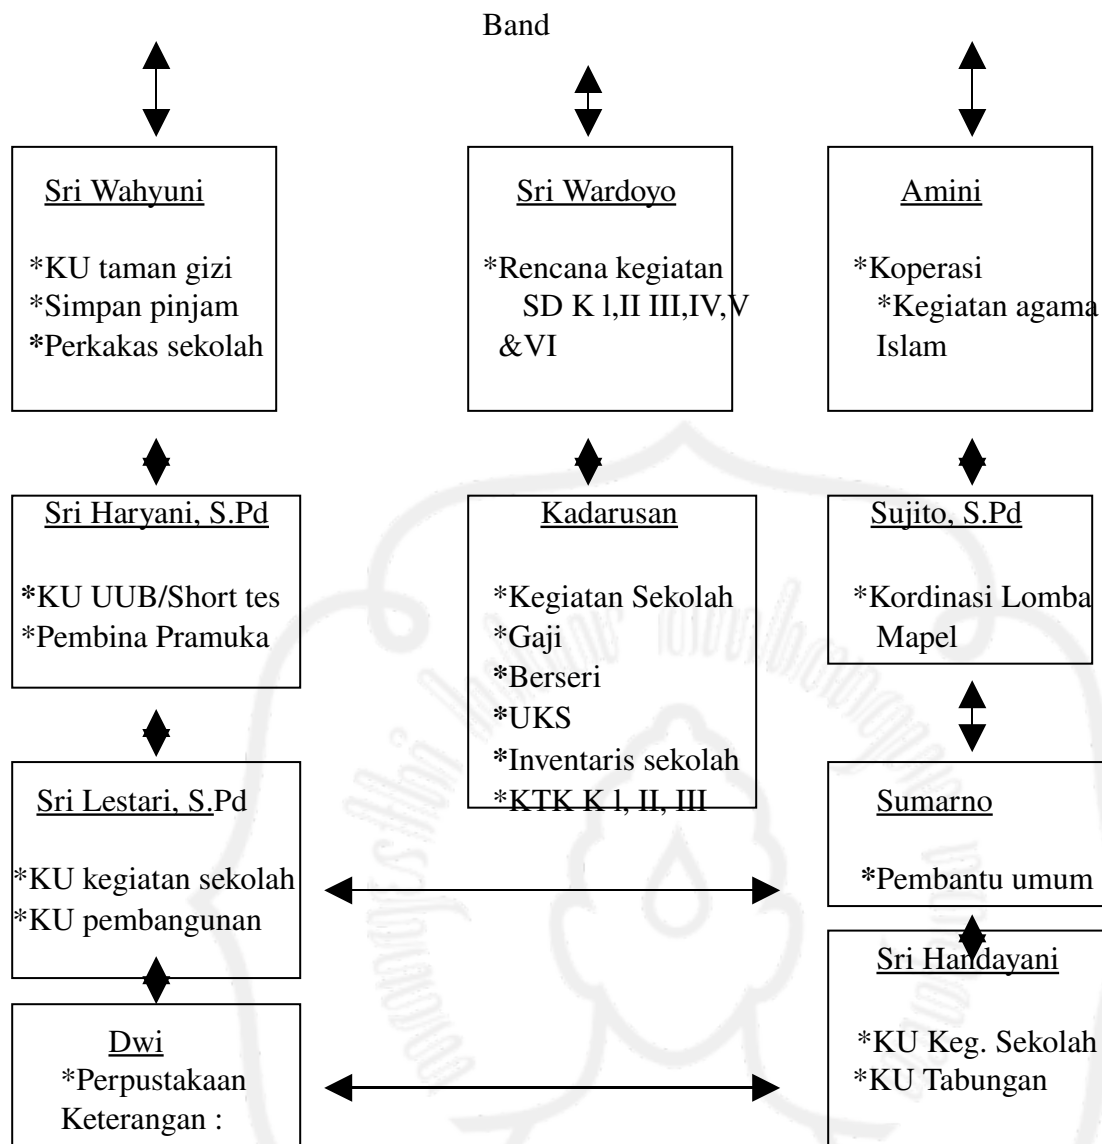 Band
Sri Wahyuni
*KU taman gizi
*Simpan pinjam
*Perkakas sekolah
Sri Wardoyo
*Rencana kegiatan
SD K l,II III,IV,V
&VI
Amini
*Koperasi
*Kegiatan agama
Islam
Sri Haryani, S.Pd
*KU UUB/Short tes
*Pembina Pramuka
Kadarusan
*Kegiatan Sekolah
*Gaji
*Berseri
*UKS
*Inventaris sekolah
*KTK K l, II, III
Sujito, S.Pd
*Kordinasi Lomba
Mapel
Sri Lestari, S.Pd
*KU kegiatan sekolah
*KU pembangunan
Sumarno
*Pembantu umum
Sri Handayani
*KU Keg. Sekolah
*KU Tabungan
Dwi
*Perpustakaan
Keterangan :